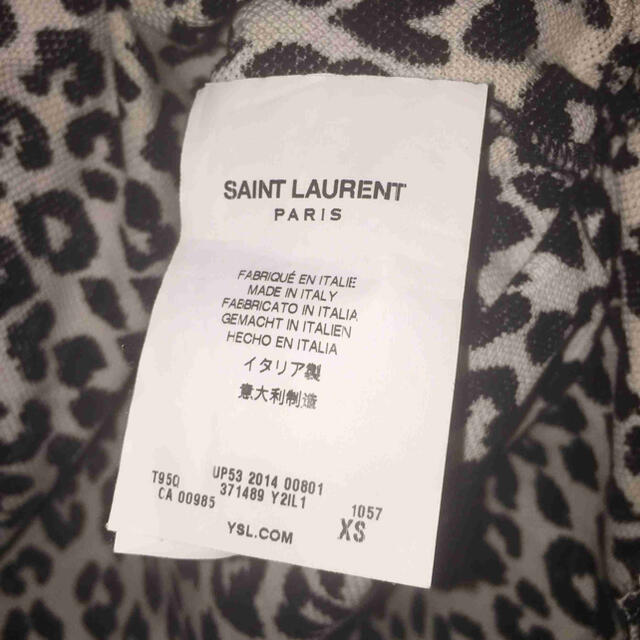 SAINT LAURENT
PARIS
FABRIQUÉ EN ITALIE
MADE IN ITALY
FABBRICATO IN ITALIA
GEMACHT IN ITALIEN
HECHO EN ITALIA
イタリア製
意大利制造
T95Q UP53 2014 00801
CA 00985 371489 Y2IL1 1057
YSL.COM XS